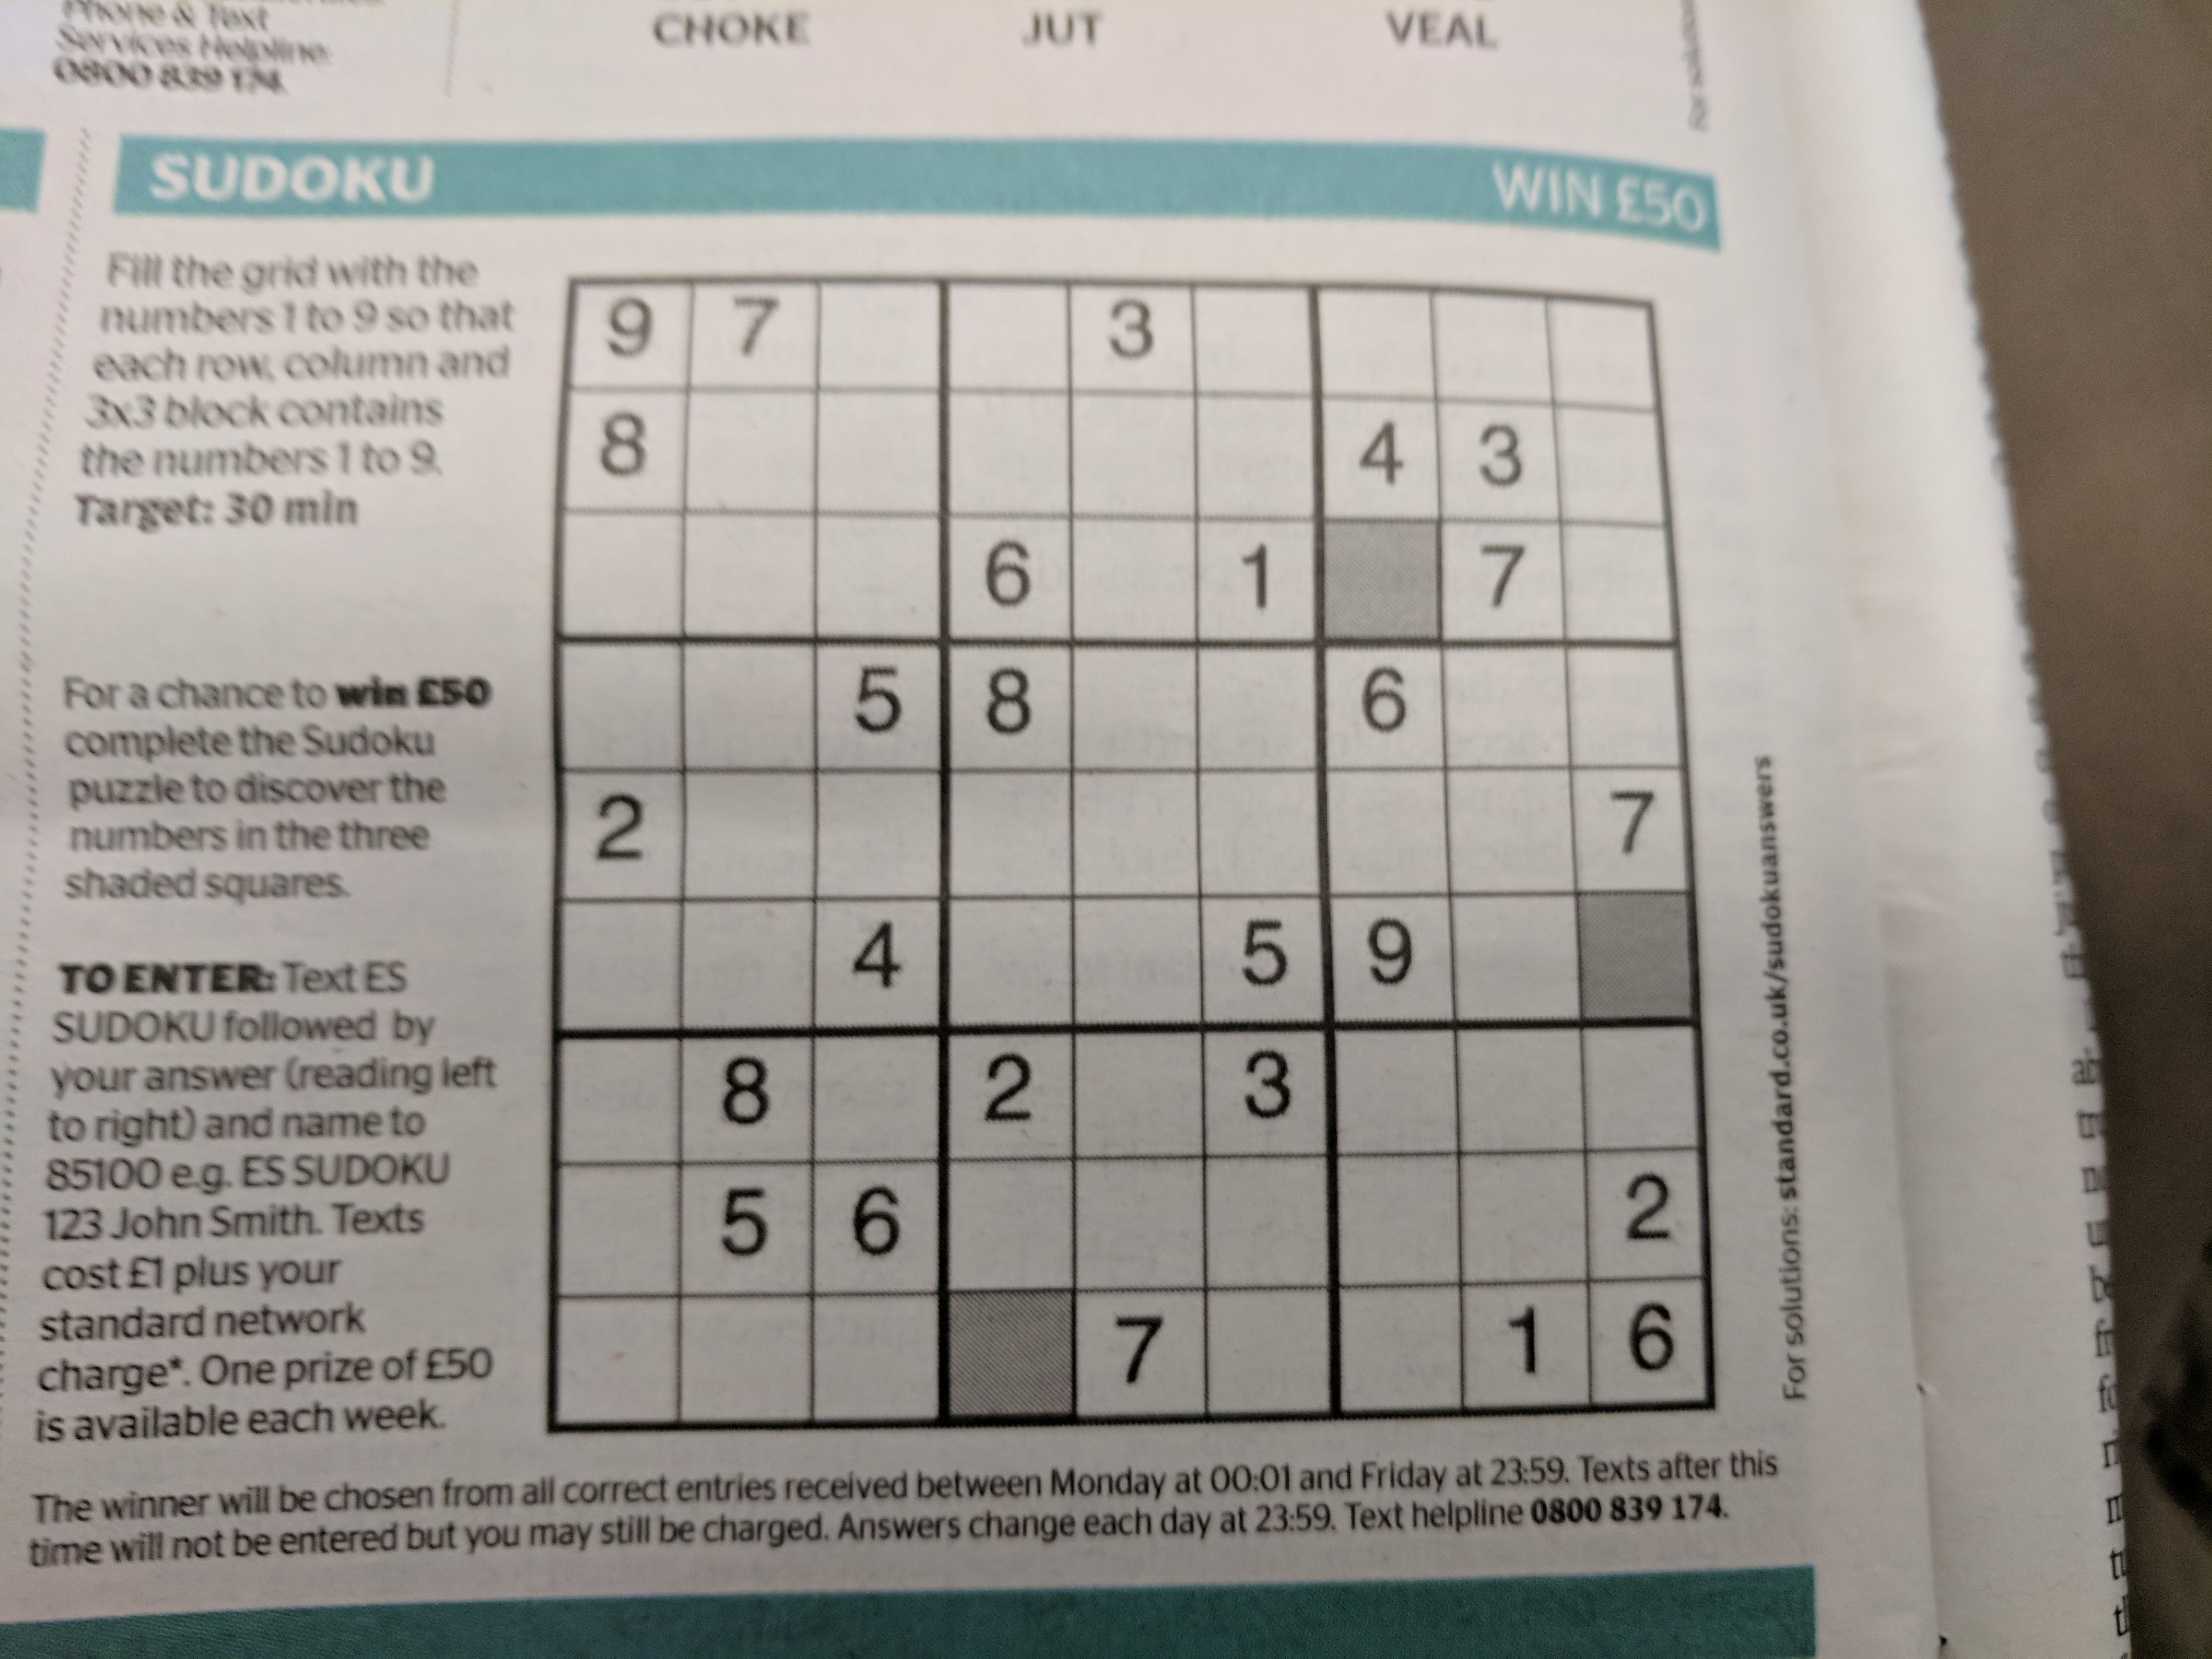 Phone & Text
Services Helpline:
0800 839 174.
CHOKE JUT VEAL
For solutions
SUDOKU WIN £50
Fill the grid with the
numbers 1 to 9 so that
each row, column and
3x3 block contains
the numbers 1 to 9.
Target: 30 min
For a chance to win £50
complete the Sudoku
puzzle to discover the
numbers in the three
shaded squares.
TO ENTER: Text ES
SUDOKU followed by
your answer (reading left
to right) and name to
85100 e.g. ES SUDOKU
123 John Smith. Texts
cost £1 plus your
standard network
charge*. One prize of £50
is available each week.
9 7 3
8 4 3
6 1 7
5 8 6
2 7
4 5 9
8 2 3
5 6 2
7 1 6
For solutions: standard.co.uk/sudokuanswers
The winner will be chosen from all correct entries received between Monday at 00:01 and Friday at 23:59. Texts after this
time will not be entered but you may still be charged. Answers change each day at 23:59. Text helpline 0800 839 174.